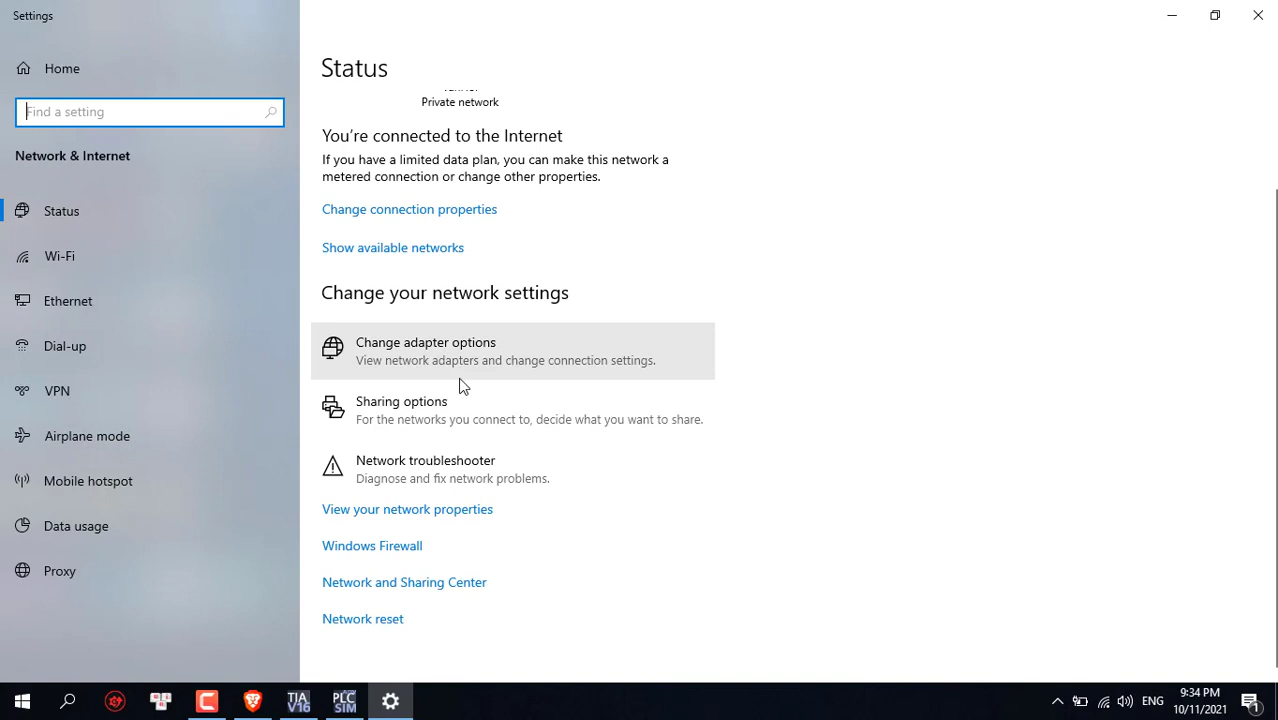 Settings
Home
Find a setting
Network & Internet
Status
Wi-Fi
Ethernet
Dial-up
VPN
Airplane mode
Mobile hotspot
Data usage
Proxy
Status
Private network
You're connected to the Internet
If you have a limited data plan, you can make this network a
metered connection or change other properties.
Change connection properties
Show available networks
Change your network settings
Change adapter options
View network adapters and change connection settings.
Sharing options
For the networks you connect to, decide what you want to share.
Network troubleshooter
Diagnose and fix network problems.
View your network properties
Windows Firewall
Network and Sharing Center
Network reset
TIA
V16
PLC
SIM
ENG
9:34 PM
10/11/2021
1